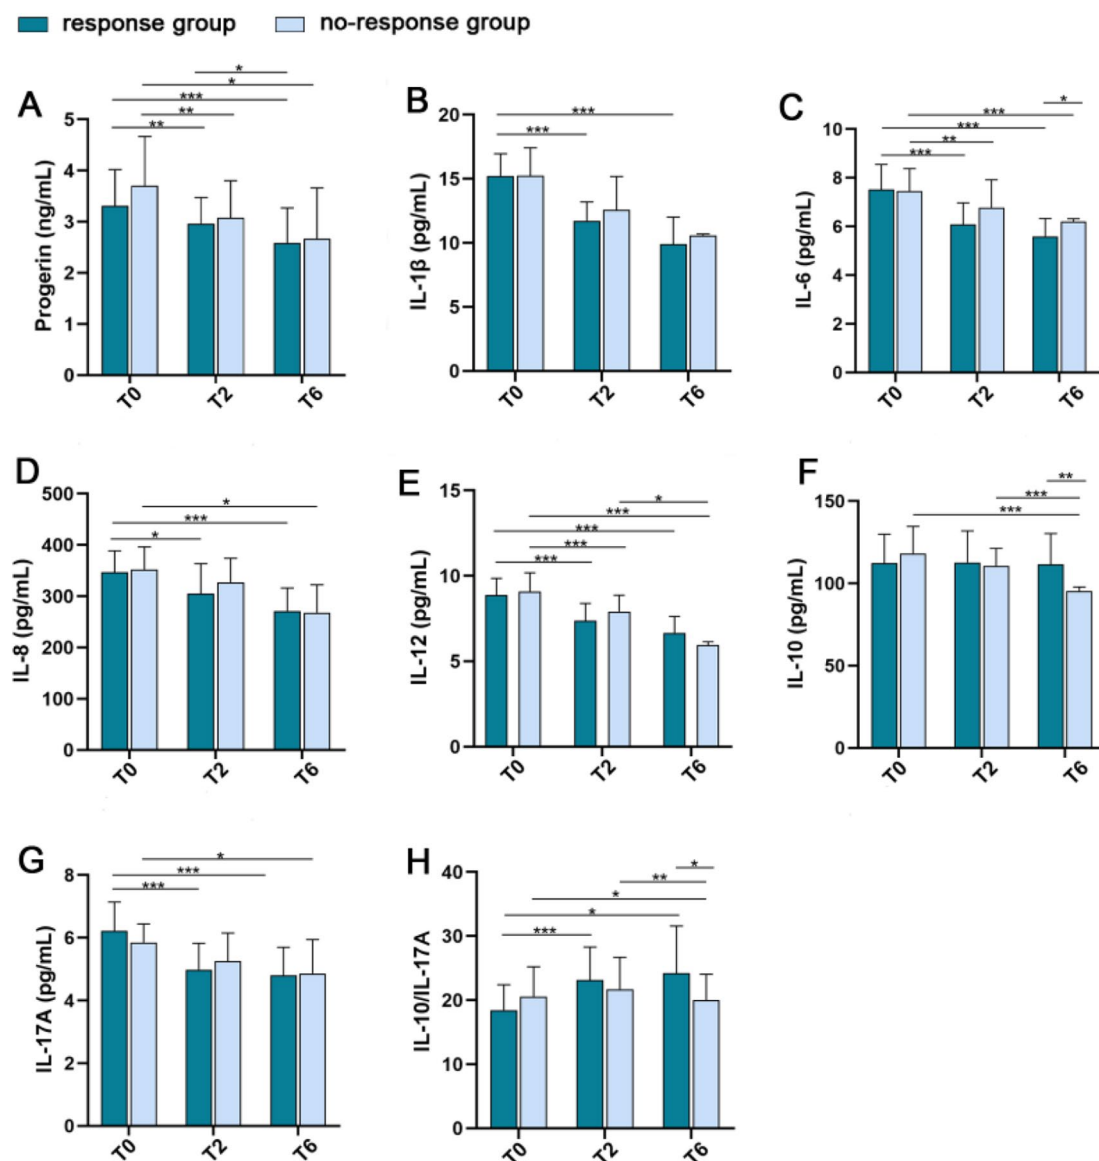 response group no-response group
A
*
*
***
**
**
Progerin (ng/mL)
5
4
3
2
1
0
T0 T2 T6
B
***
***
IL-1β (pg/mL)
20
15
10
5
0
T0 T2 T6
C
*
***
***
**
***
IL-6 (pg/mL)
10
8
6
4
2
0
T0 T2 T6
D
*
***
*
IL-8 (pg/mL)
500
400
300
200
100
0
T0 T2 T6
E
*
***
***
***
***
IL-12 (pg/mL)
15
10
5
0
T0 T2 T6
F
**
***
***
IL-10 (pg/mL)
150
100
50
0
T0 T2 T6
G
*
***
***
IL-17A (pg/mL)
8
6
4
2
0
T0 T2 T6
H
*
**
*
*
***
IL-10/IL-17A
40
30
20
10
0
T0 T2 T6